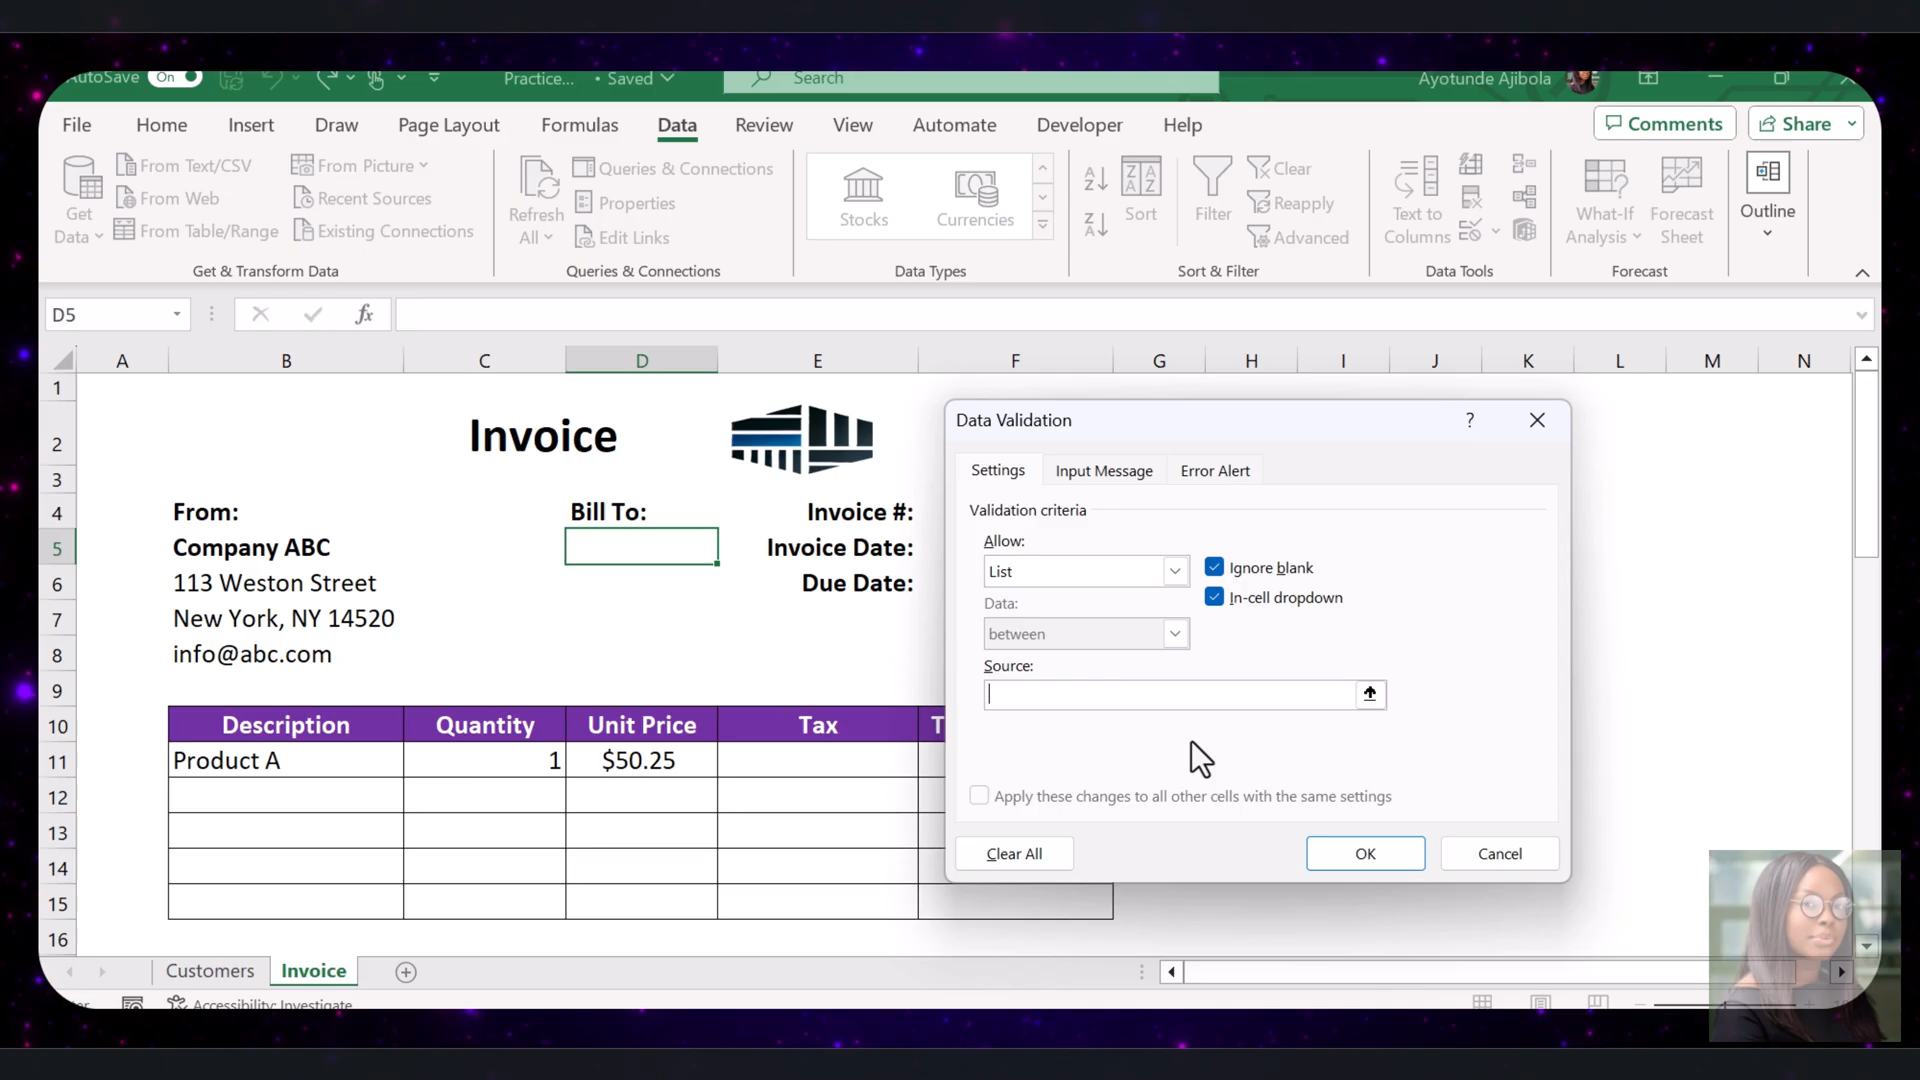 AutoSave On Practice... • Saved Search Ayotunde Ajibola
File Home Insert Draw Page Layout Formulas Data Review View Automate Developer Help Comments Share
Get Data
From Text/CSV
From Web
From Table/Range
From Picture
Recent Sources
Existing Connections
Get & Transform Data
Refresh All
Queries & Connections
Properties
Edit Links
Queries & Connections
Stocks
Currencies
Data Types
Sort
Filter
Clear
Reapply
Advanced
Sort & Filter
Text to Columns
Data Tools
What-If Analysis
Forecast Sheet
Forecast
Outline
D5 fx
A B C D E F G H I J K L M N
1
2 Invoice
3
4 From: Bill To: Invoice #:
5 Company ABC Invoice Date:
6 113 Weston Street Due Date:
7 New York, NY 14520
8 info@abc.com
9
10 Description Quantity Unit Price Tax T
11 Product A 1 $50.25
12
13
14
15
16
Data Validation ?
Settings Input Message Error Alert
Validation criteria
Allow:
List
Ignore blank
In-cell dropdown
Data:
between
Source:
Apply these changes to all other cells with the same settings
Clear All OK Cancel
Customers Invoice
Accessibility: Investigate